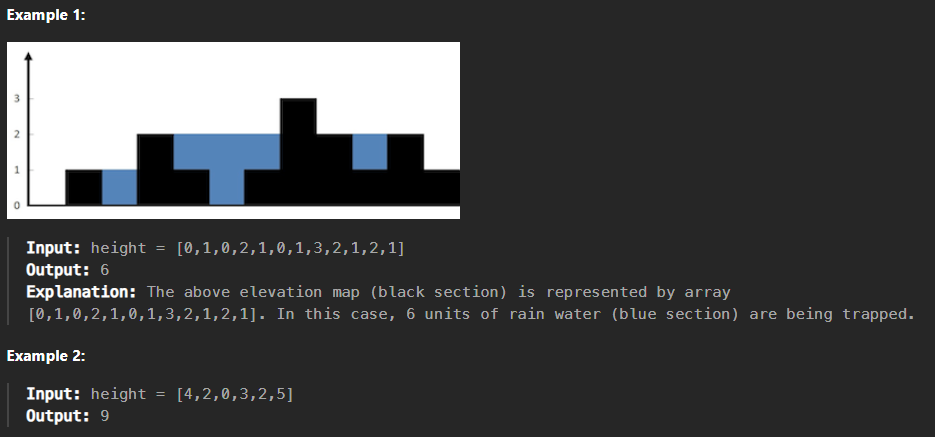 Example 1:
3
2
1
0
Input: height = [0,1,0,2,1,0,1,3,2,1,2,1]
Output: 6
Explanation: The above elevation map (black section) is represented by array
[0,1,0,2,1,0,1,3,2,1,2,1]. In this case, 6 units of rain water (blue section) are being trapped.
Example 2:
Input: height = [4,2,0,3,2,5]
Output: 9